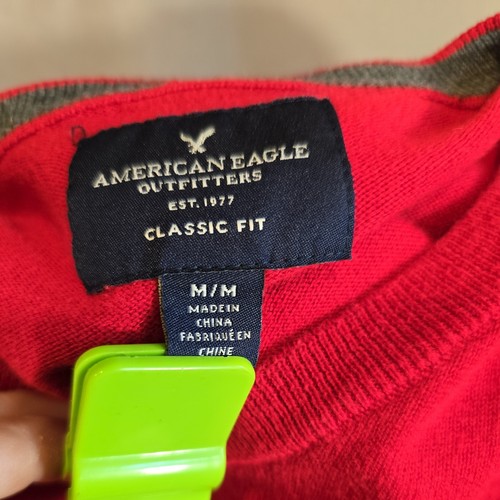 AMERICAN EAGLE
OUTFITTERS
EST. 1977
CLASSIC FIT
M/M
MADE IN
CHINA
FABRIQUÉ EN
CHINE